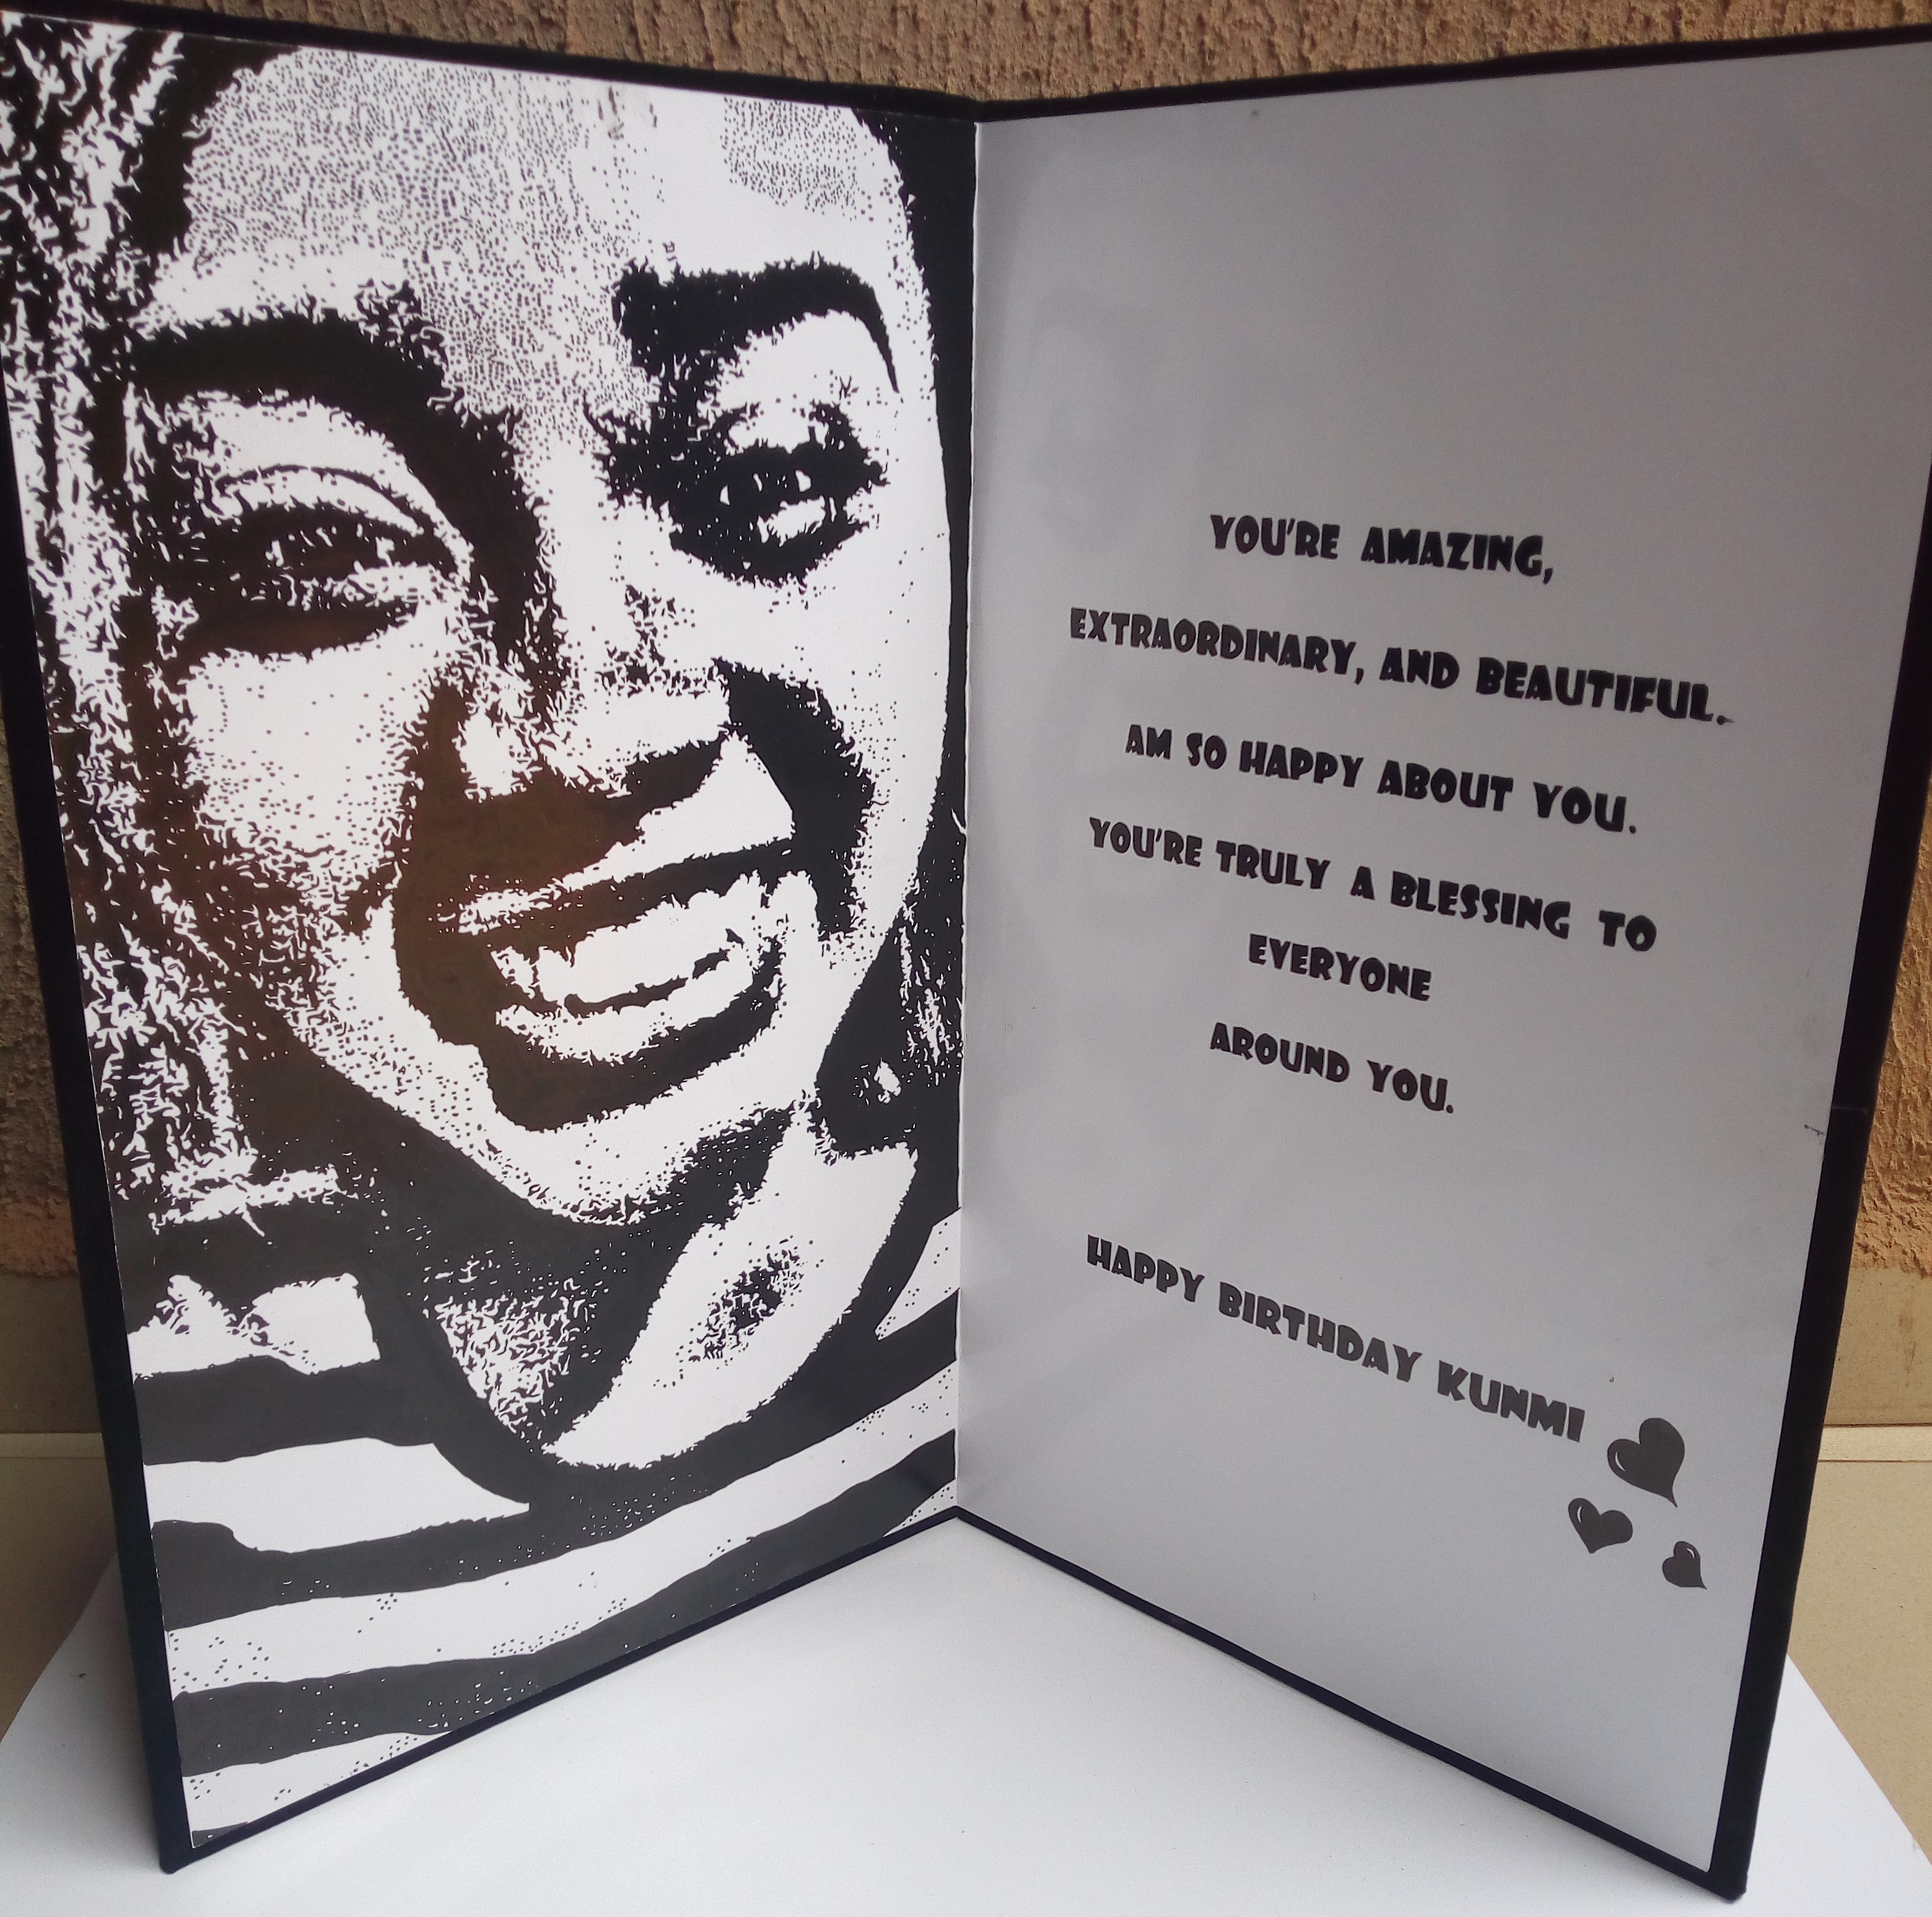 YOU'RE AMAZING,
EXTRAORDINARY, AND BEAUTIFUL.
AM SO HAPPY ABOUT YOU.
YOU'RE TRULY A BLESSING TO
EVERYONE
AROUND YOU.
HAPPY BIRTHDAY KUNMI